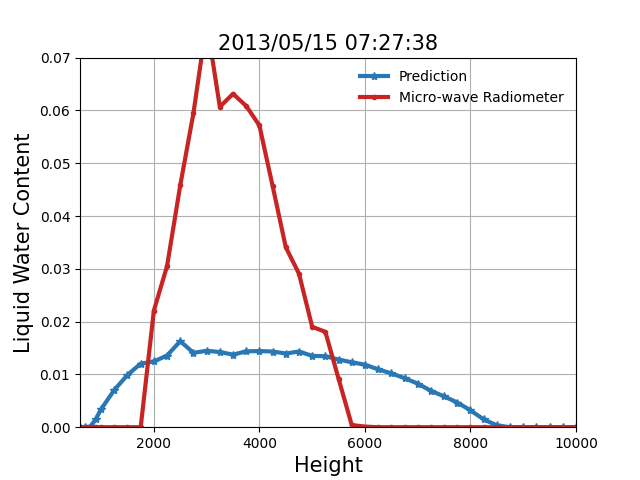 2013/05/15 07:27:38
Prediction
Micro-wave Radiometer
Liquid Water Content
0.07
0.06
0.05
0.04
0.03
0.02
0.01
0.00
2000 4000 6000 8000 10000
Height